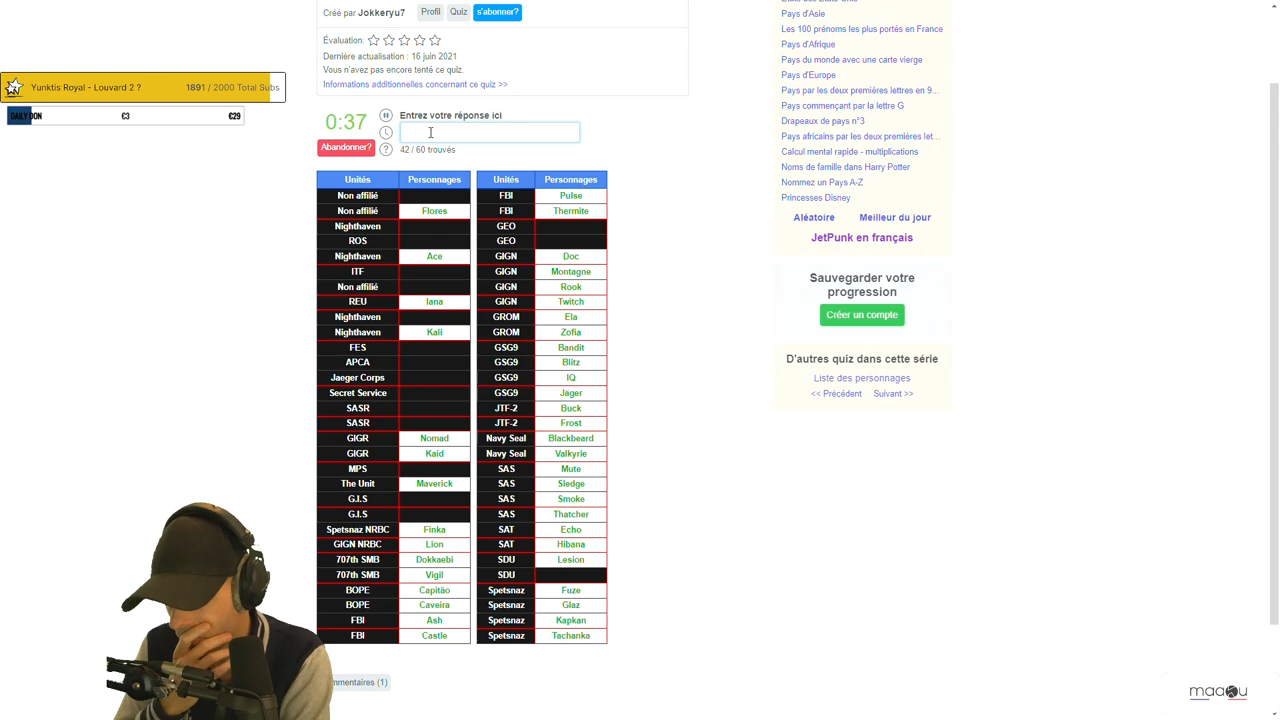 Créé par Jokkeryu7 Profil Quiz s'abonner?
Évaluation:
Dernière actualisation - 16 juin 2021
Vous n'avez pas encore tenté ce quiz.
Informations additionnelles concernant ce quiz >>
Yunktis Royal - Louvard 2 ? 1891 / 2000 Total Subs
DAILY DON €3 €29
0:37
Abandonner?
Entrez votre réponse ici
42 / 60 trouvés
Unités Personnages Unités Personnages
Non affilié FBI Pulse
Non affilié Flores FBI Thermite
Nighthaven GEO
ROS GEO
Nighthaven Ace GIGN Doc
ITF GIGN Montagne
Non affilié GIGN Rook
REU Iana GIGN Twitch
Nighthaven GROM Ela
Nighthaven Kali GROM Zofia
FES GSG9 Bandit
APCA GSG9 Blitz
Jaeger Corps GSG9 IQ
Secret Service GSG9 Jäger
SASR JTF-2 Buck
SASR JTF-2 Frost
GIGR Nomad Navy Seal Blackbeard
GIGR Kaid Navy Seal Valkyrie
MPS SAS Mute
The Unit Maverick SAS Sledge
G.I.S SAS Smoke
G.I.S SAS Thatcher
Spetsnaz NRBC Finka SAT Echo
GIGN NRBC Lion SAT Hibana
707th SMB Dokkaebi SDU Lesion
707th SMB Vigil SDU
BOPE Capitão Spetsnaz Fuze
BOPE Caveira Spetsnaz Glaz
FBI Ash Spetsnaz Kapkan
FBI Castle Spetsnaz Tachanka
mmentaires (1)
Pays d'Asie
Les 100 prénoms les plus portés en France
Pays d'Afrique
Pays du monde avec une carte vierge
Pays d'Europe
Pays par les deux premières lettres en 9...
Pays commençant par la lettre G
Drapeaux de pays n°3
Pays africains par les deux premières let...
Calcul mental rapide - multiplications
Noms de famille dans Harry Potter
Nommez un Pays A-Z
Princesses Disney
Aléatoire Meilleur du jour
JetPunk en français
Sauvegarder votre
progression
Créer un compte
D'autres quiz dans cette série
Liste des personnages
<< Précédent Suivant >>
maaku